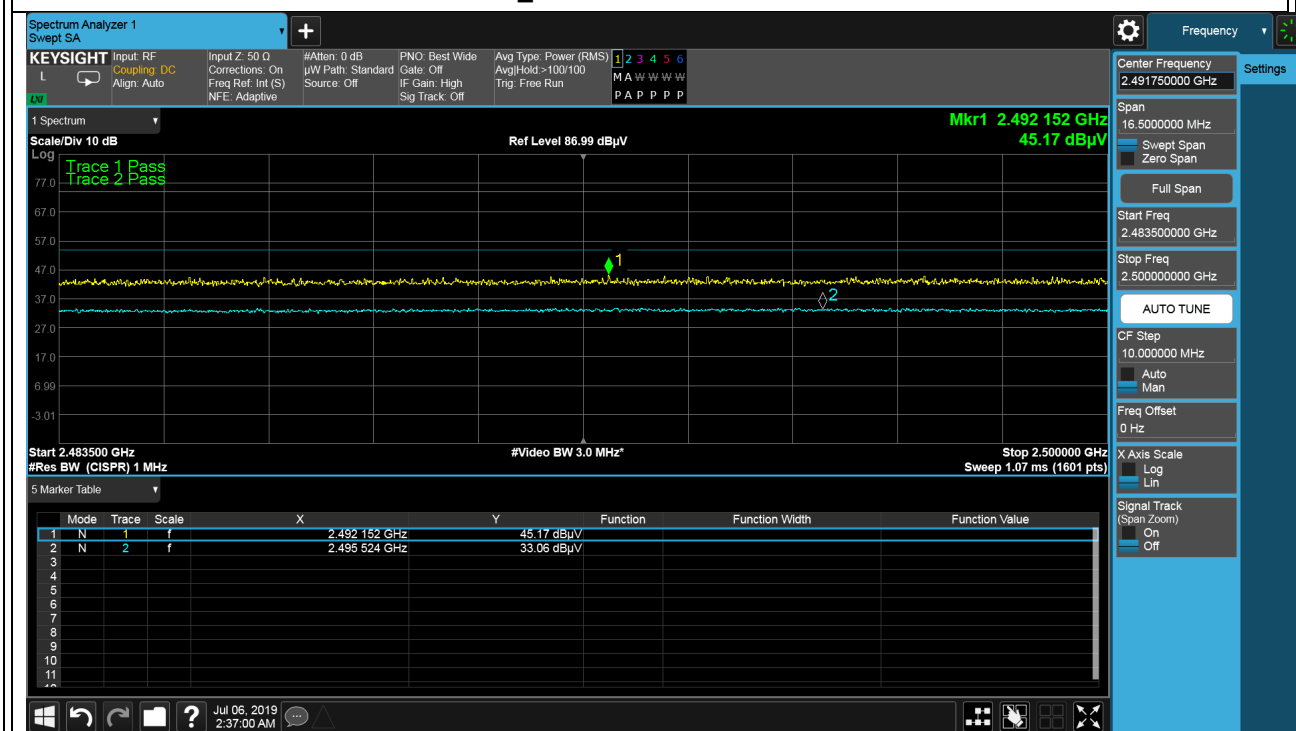 Spectrum Analyzer 1
Swept SA
+
Frequency
KEYSIGHT
L
LXI
Input: RF
Coupling: DC
Align: Auto
Input Z: 50 Ω
Corrections: On
Freq Ref: Int (S)
NFE: Adaptive
#Atten: 0 dB
µW Path: Standard
Source: Off
PNO: Best Wide
Gate: Off
IF Gain: High
Sig Track: Off
Avg Type: Power (RMS)
Avg|Hold:>100/100
Trig: Free Run
1 2 3 4 5 6
M A W W W W
P A P P P P
Center Frequency
2.491750000 GHz
Settings
Span
16.5000000 MHz
Swept Span
Zero Span
Full Span
Start Freq
2.483500000 GHz
Stop Freq
2.500000000 GHz
AUTO TUNE
CF Step
10.000000 MHz
Auto
Man
Freq Offset
0 Hz
X Axis Scale
Log
Lin
Signal Track
(Span Zoom)
On
Off
1 Spectrum
Scale/Div 10 dB
Ref Level 86.99 dBµV
Mkr1 2.492 152 GHz
45.17 dBµV
Log
Trace 1 Pass
Trace 2 Pass
77.0
67.0
57.0
47.0
37.0
27.0
17.0
6.99
-3.01
1
2
Start 2.483500 GHz
#Video BW 3.0 MHz*
Stop 2.500000 GHz
#Res BW (CISPR) 1 MHz
Sweep 1.07 ms (1601 pts)
5 Marker Table
Mode Trace Scale X Y Function Function Width Function Value
1 N 1 f 2.492 152 GHz 45.17 dBµV
2 N 2 f 2.495 524 GHz 33.06 dBµV
3
4
5
6
7
8
9
10
11
?
Jul 06, 2019
2:37:00 AM